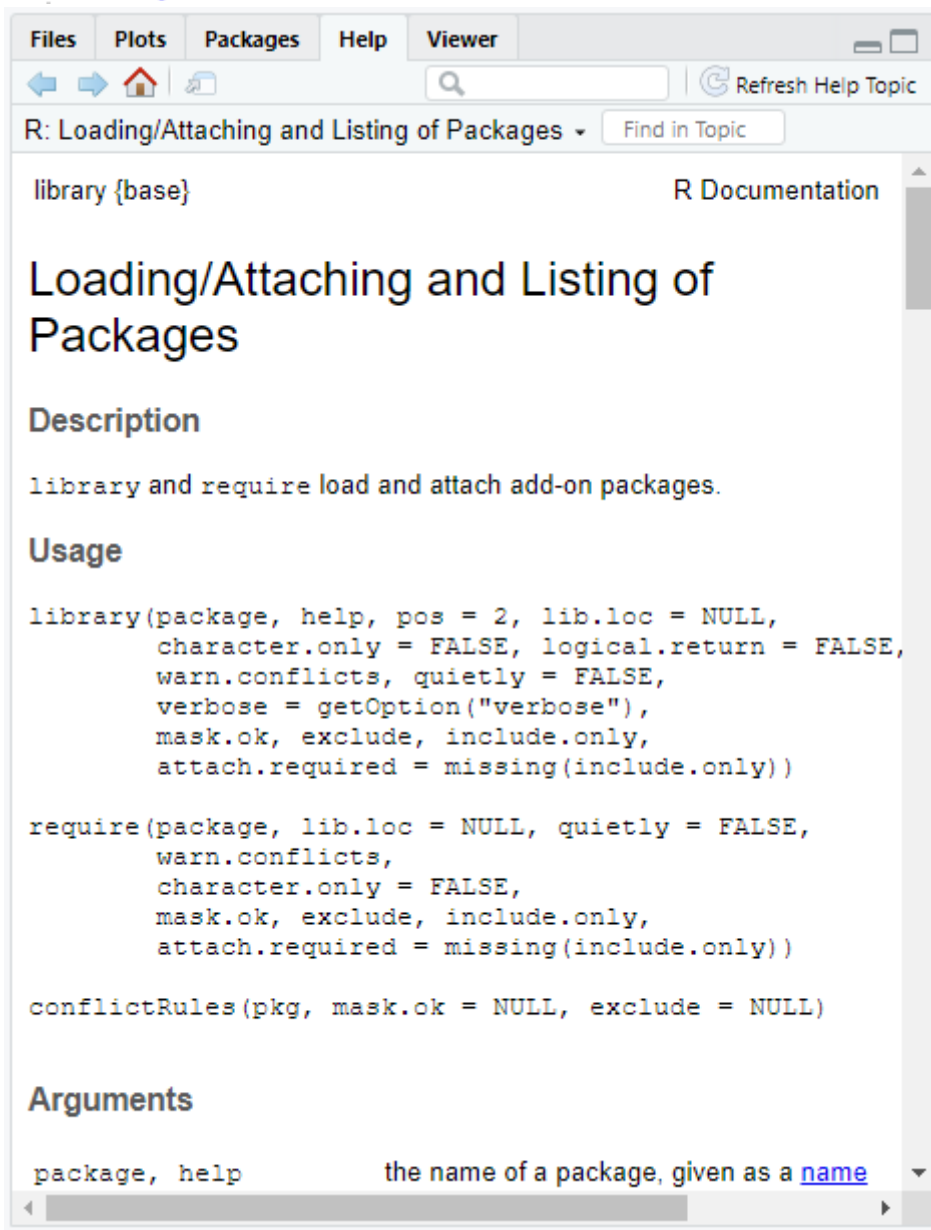 Files Plots Packages Help Viewer
Refresh Help Topic
R: Loading/Attaching and Listing of Packages Find in Topic
library {base} R Documentation
Loading/Attaching and Listing of
Packages
Description
library and require load and attach add-on packages.
Usage
library(package, help, pos = 2, lib.loc = NULL,
        character.only = FALSE, logical.return = FALSE,
        warn.conflicts, quietly = FALSE,
        verbose = getOption("verbose"),
        mask.ok, exclude, include.only,
        attach.required = missing(include.only))
require(package, lib.loc = NULL, quietly = FALSE,
        warn.conflicts,
        character.only = FALSE,
        mask.ok, exclude, include.only,
        attach.required = missing(include.only))
conflictRules(pkg, mask.ok = NULL, exclude = NULL)
Arguments
package, help the name of a package, given as a name